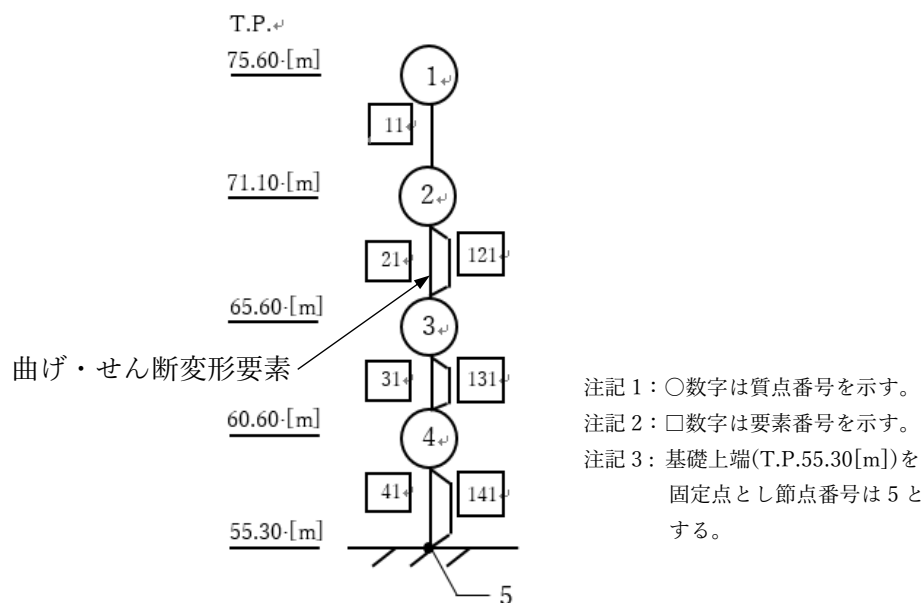 T.P.↵
75.60·[m]
1↵
11↵
71.10·[m]
2↵
21↵
121↵
65.60·[m]
3↵
曲げ・せん断変形要素
31↵
131↵
60.60·[m]
4↵
41↵
141↵
55.30·[m]
5
注記1：○数字は質点番号を示す。
注記2：□数字は要素番号を示す。
注記3：基礎上端(T.P.55.30[m])を
固定点とし節点番号は5と
する。